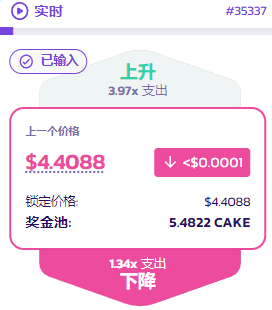 实时 #35337
已输入
上升
3.97x 支出
上一个价格
$4.4088 <$0.0001
锁定价格: $4.4088
奖金池: 5.4822 CAKE
1.34x 支出
下降